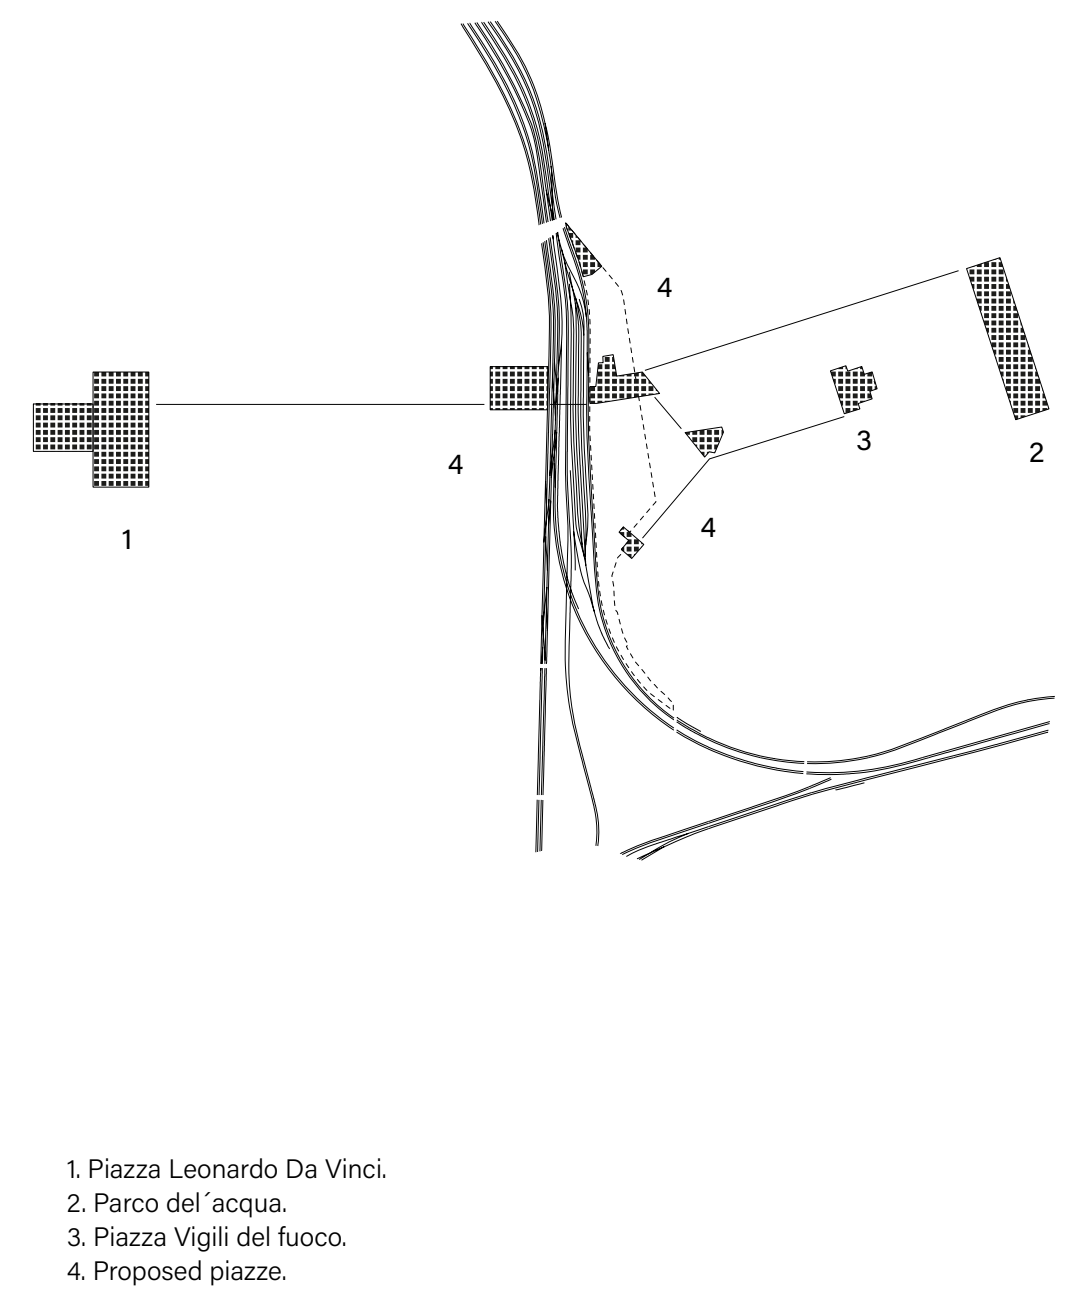 4
4
3
2
4
4
1
1. Piazza Leonardo Da Vinci.
2. Parco del´acqua.
3. Piazza Vigili del fuoco.
4. Proposed piazze.